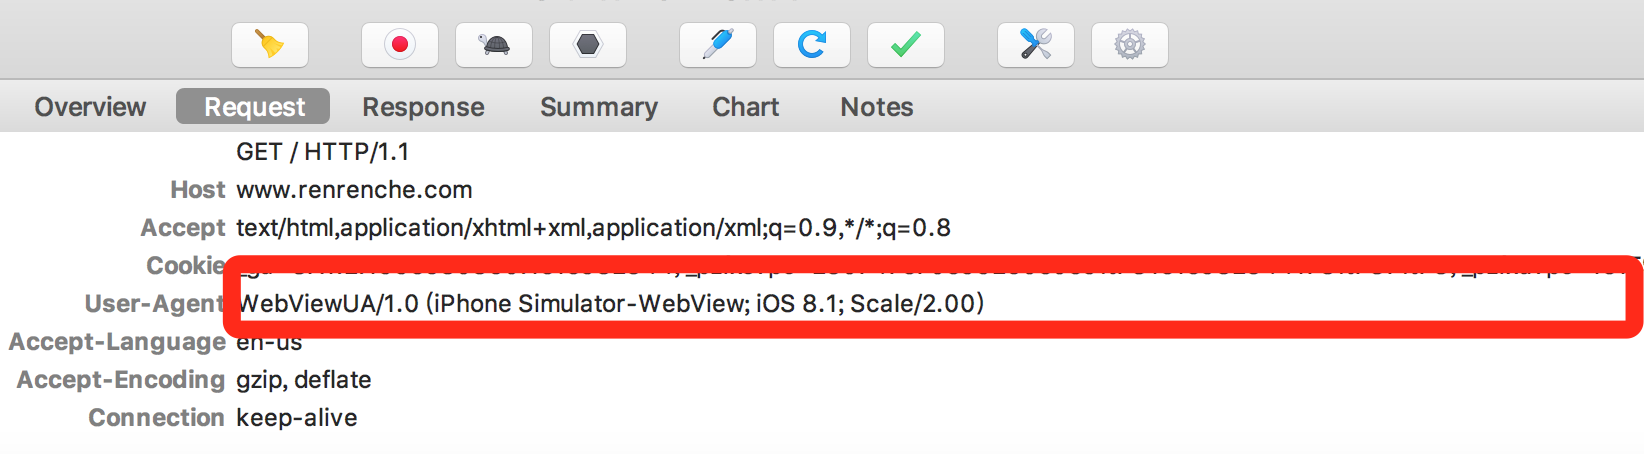 Overview Request Response Summary Chart Notes
GET / HTTP/1.1
Host www.renrenche.com
Accept text/html,application/xhtml+xml,application/xml;q=0.9,*/*;q=0.8
Cookie
User-Agent WebViewUA/1.0 (iPhone Simulator-WebView; iOS 8.1; Scale/2.00)
Accept-Language en-us
Accept-Encoding gzip, deflate
Connection keep-alive